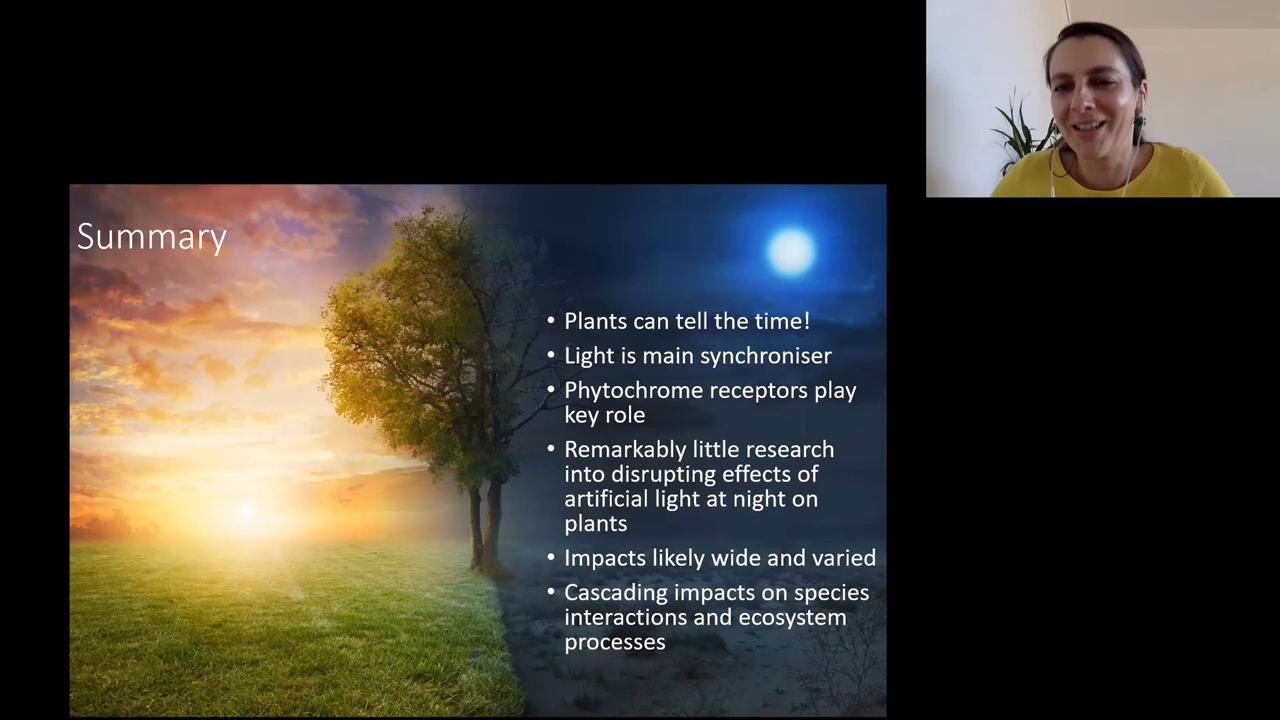 Summary
• Plants can tell the time!
• Light is main synchroniser
• Phytochrome receptors play
key role
• Remarkably little research
into disrupting effects of
artificial light at night on
plants
• Impacts likely wide and varied
• Cascading impacts on species
interactions and ecosystem
processes